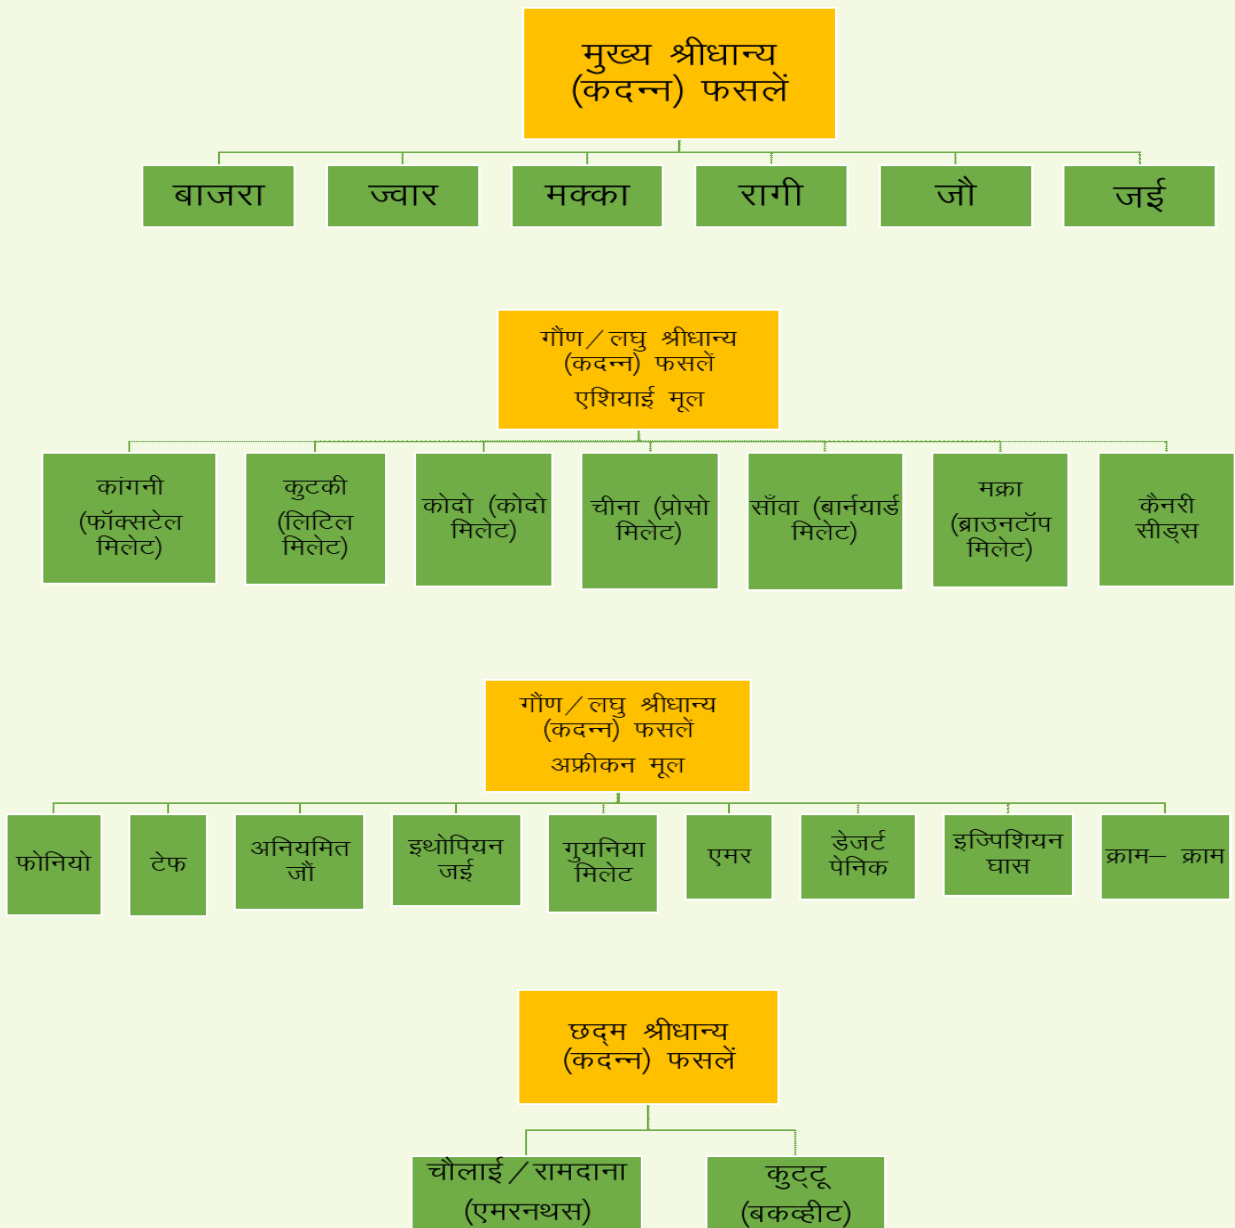 मुख्य श्रीधान्य
(कदन्न) फसलें
बाजरा
ज्वार
मक्का
रागी
जौ
जई
गौंण/लघु श्रीधान्य
(कदन्न) फसलें
एशियाई मूल
कांगनी
(फॉक्सटेल
मिलेट)
कुटकी
(लिटिल
मिलेट)
कोदो (कोदो
मिलेट)
चीना (प्रोसो
मिलेट)
साँवा (बार्नयार्ड
मिलेट)
मक्रा
(ब्राउनटॉप
मिलेट)
कैनरी
सीड्स
गौंण/लघु श्रीधान्य
(कदन्न) फसलें
अफ्रीकन मूल
फोनियो
टेफ
अनियमित
जौं
इथोपियन
जई
गुयनिया
मिलेट
एमर
डेजर्ट
पेनिक
इज्पिशियन
घास
क्राम– क्राम
छद्म श्रीधान्य
(कदन्न) फसलें
चौलाई/रामदाना
(एमरनथस)
कुट्टू
(बकव्हीट)